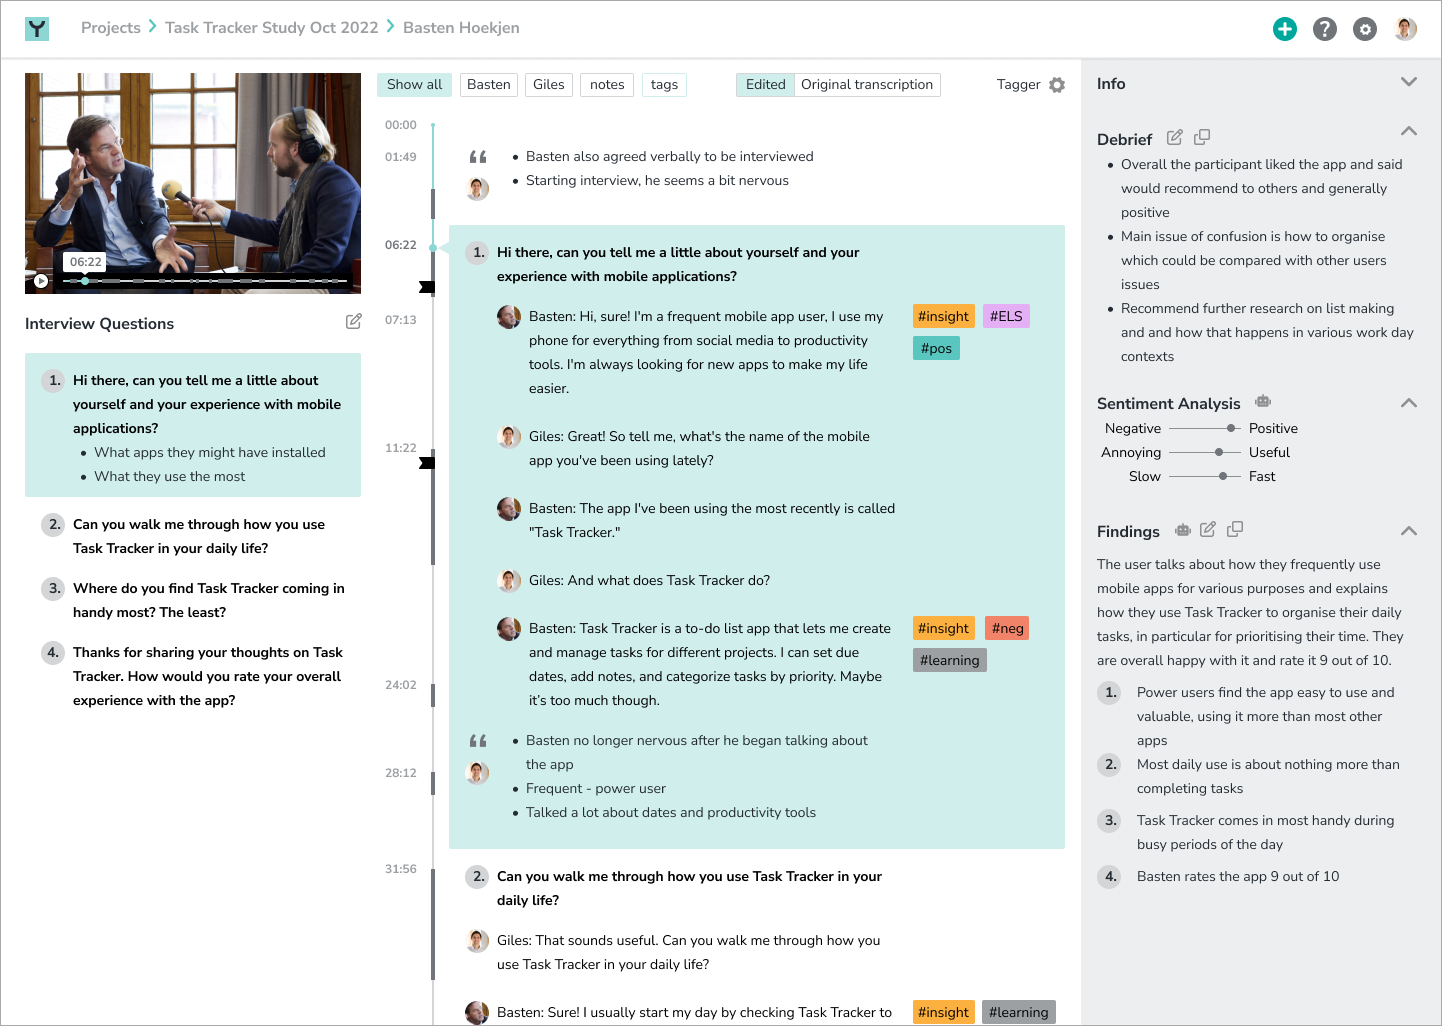 Projects > Task Tracker Study Oct 2022 > Basten Hoekjen
06:22
Interview Questions
1. Hi there, can you tell me a little about
yourself and your experience with mobile
applications?
• What apps they might have installed
• What they use the most
2. Can you walk me through how you use
Task Tracker in your daily life?
3. Where do you find Task Tracker coming in
handy most? The least?
4. Thanks for sharing your thoughts on Task
Tracker. How would you rate your overall
experience with the app?
Show all Basten Giles notes tags Edited Original transcription Tagger
00:00
01:49
• Basten also agreed verbally to be interviewed
• Starting interview, he seems a bit nervous
06:22
1. Hi there, can you tell me a little about yourself and your
experience with mobile applications?
07:13
Basten: Hi, sure! I'm a frequent mobile app user, I use my
phone for everything from social media to productivity
tools. I'm always looking for new apps to make my life
easier.
#insight #ELS
#pos
11:22
Giles: Great! So tell me, what's the name of the mobile
app you've been using lately?
Basten: The app I've been using the most recently is called
"Task Tracker."
Giles: And what does Task Tracker do?
Basten: Task Tracker is a to-do list app that lets me create
and manage tasks for different projects. I can set due
dates, add notes, and categorize tasks by priority. Maybe
it’s too much though.
#insight #neg
#learning
24:02
• Basten no longer nervous after he began talking about
the app
• Frequent - power user
• Talked a lot about dates and productivity tools
28:12
31:56
2. Can you walk me through how you use Task Tracker in your
daily life?
Giles: That sounds useful. Can you walk me through how you
use Task Tracker in your daily life?
Basten: Sure! I usually start my day by checking Task Tracker to
#insight #learning
Info
Debrief
• Overall the participant liked the app and said
would recommend to others and generally
positive
• Main issue of confusion is how to organise
which could be compared with other users
issues
• Recommend further research on list making
and and how that happens in various work day
contexts
Sentiment Analysis
Negative Positive
Annoying Useful
Slow Fast
Findings
The user talks about how they frequently use
mobile apps for various purposes and explains
how they use Task Tracker to organise their daily
tasks, in particular for prioritising their time. They
are overall happy with it and rate it 9 out of 10.
1. Power users find the app easy to use and
valuable, using it more than most other
apps
2. Most daily use is about nothing more than
completing tasks
3. Task Tracker comes in most handy during
busy periods of the day
4. Basten rates the app 9 out of 10